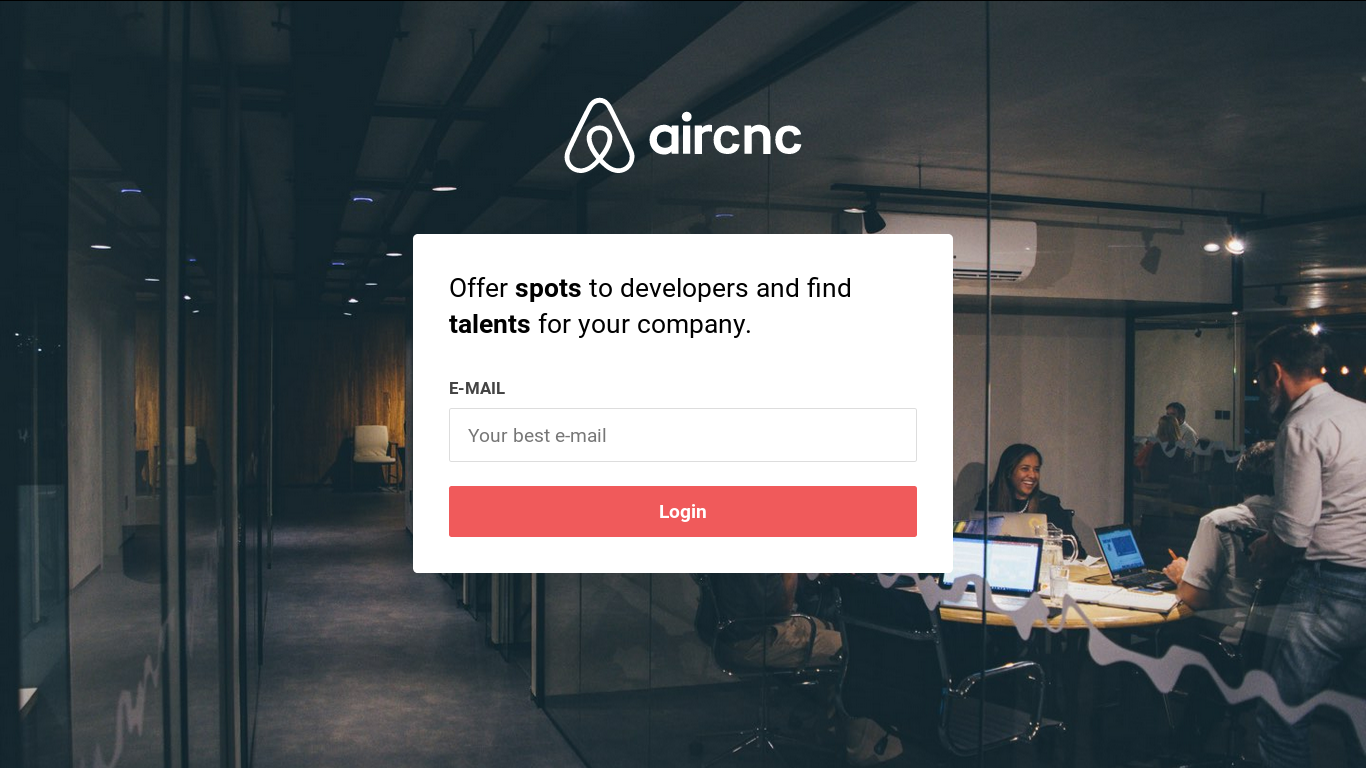 aircnc
Offer spots to developers and find
talents for your company.
E-MAIL
Your best e-mail
Login